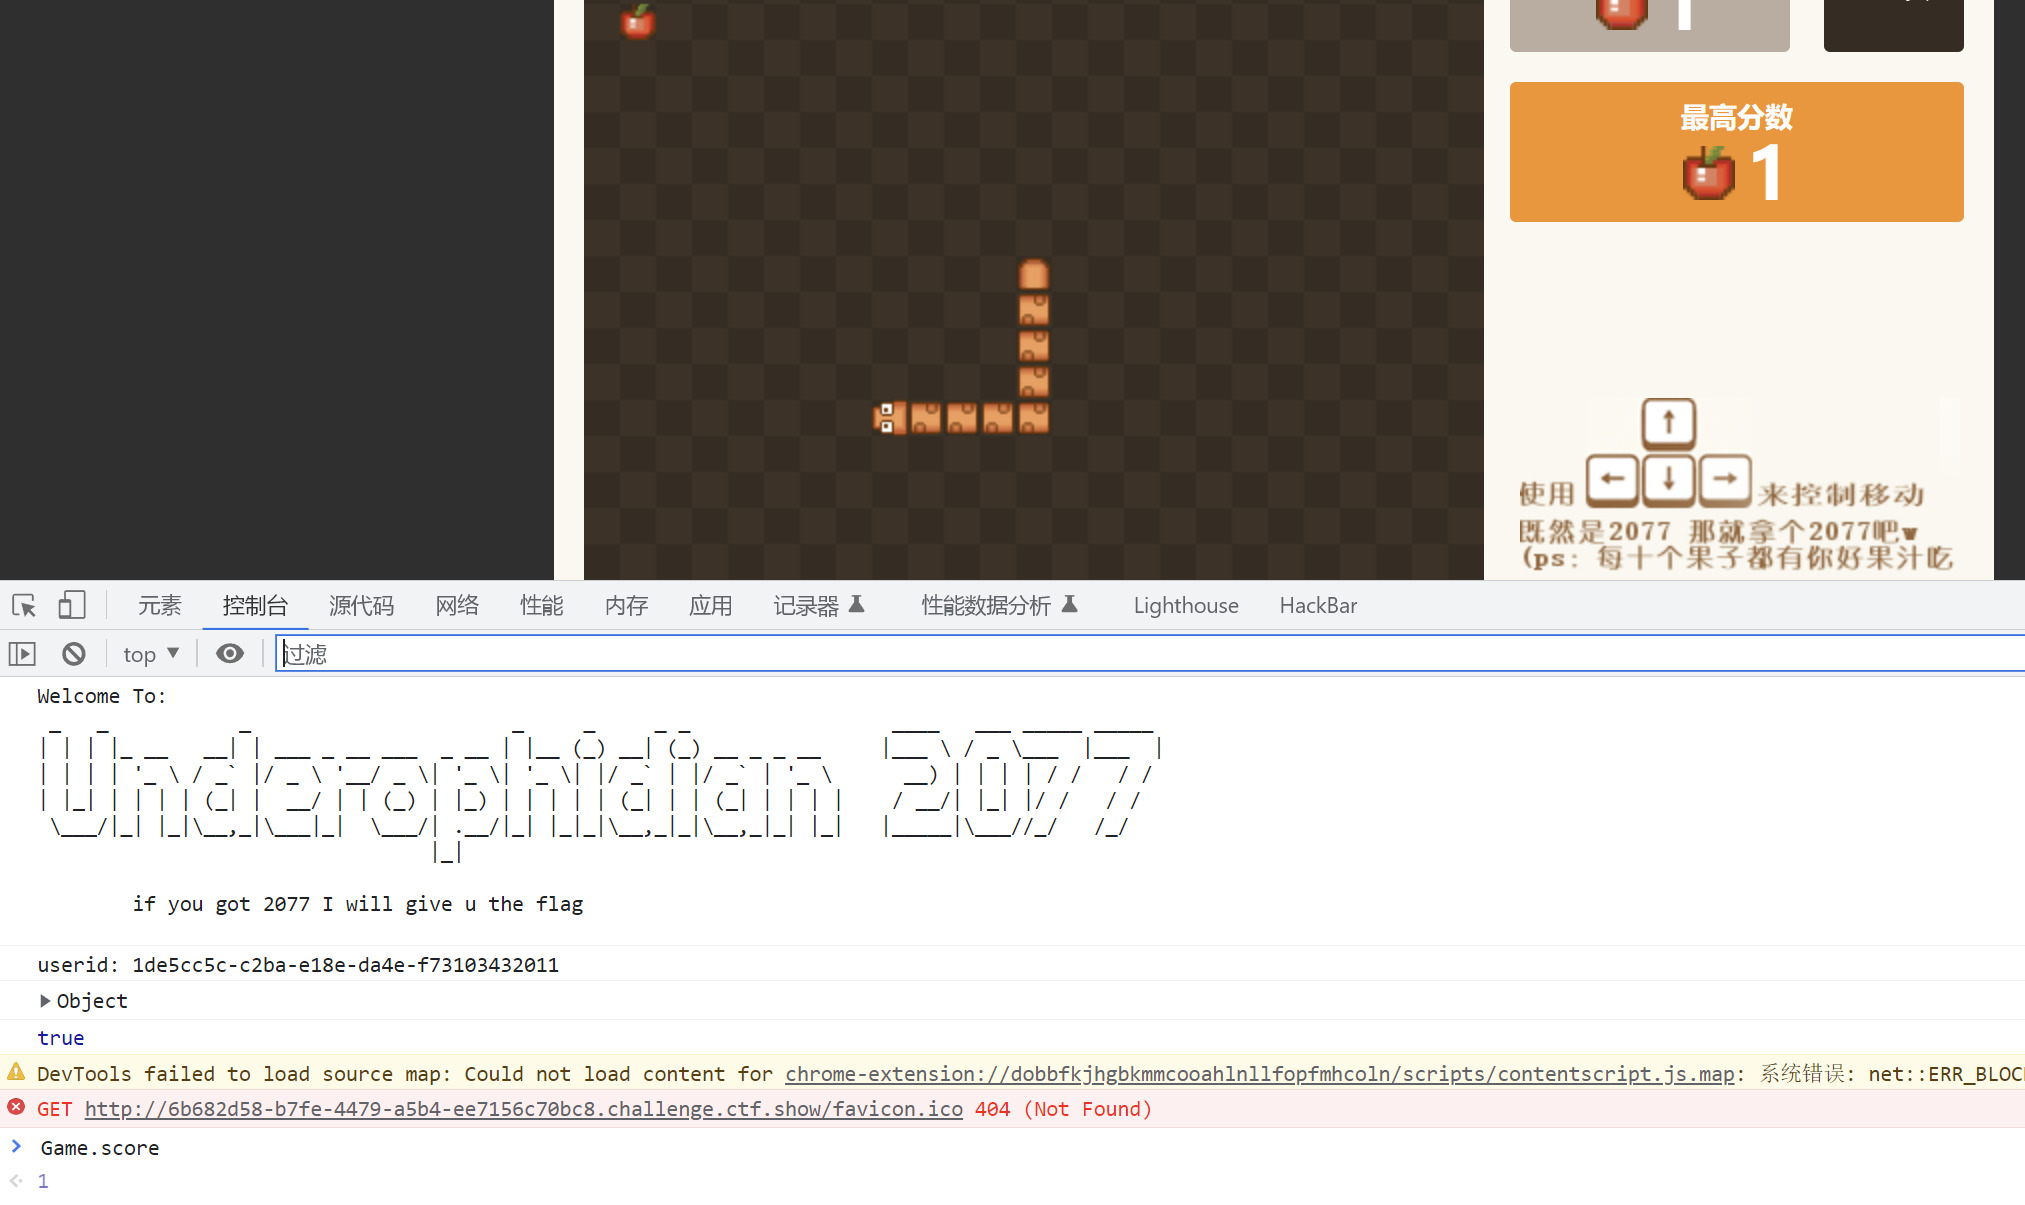 1
最高分数
1
使用 ↑ ← ↓ → 来控制移动
既然是2077 那就拿个2077吧w
(ps: 每十个果子都有你好果汁吃
元素 控制台 源代码 网络 性能 内存 应用 记录器 性能数据分析 Lighthouse HackBar
top ▼ 过滤
Welcome To:
Underophidian 2077
if you got 2077 I will give u the flag
userid: 1de5cc5c-c2ba-e18e-da4e-f73103432011
▶Object
true
DevTools failed to load source map: Could not load content for chrome-extension://dobbfkjhgbkmmcooahlnllfopfmhcoln/scripts/contentscript.js.map: 系统错误: net::ERR_BLOC
GET http://6b682d58-b7fe-4479-a5b4-ee7156c70bc8.challenge.ctf.show/favicon.ico 404 (Not Found)
> Game.score
1